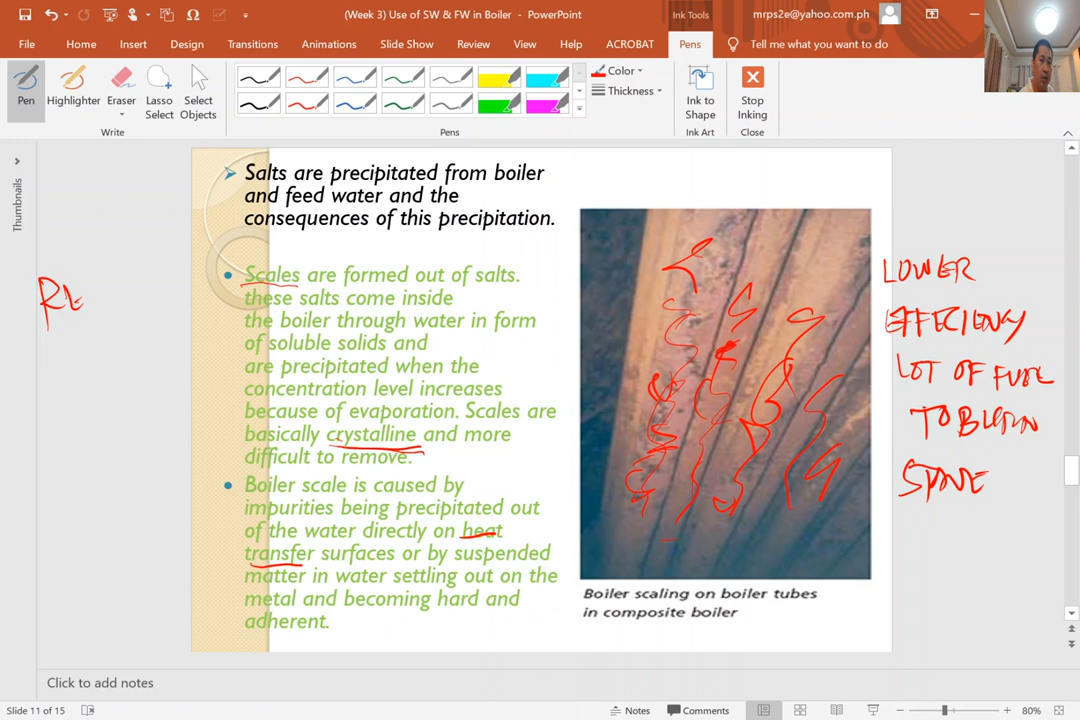 (Week 3) Use of SW & FW in Boiler - PowerPoint
Ink Tools
mrps2e@yahoo.com.ph
File
Home
Insert
Design
Transitions
Animations
Slide Show
Review
View
Help
ACROBAT
Pens
Tell me what you want to do
Pen
Highlighter
Eraser
Lasso
Select
Select
Objects
Color
Thickness
Ink to
Shape
Stop
Inking
Write
Pens
Ink Art
Close
Thumbnails
Salts are precipitated from boiler
and feed water and the
consequences of this precipitation.
Scales are formed out of salts.
these salts come inside
the boiler through water in form
of soluble solids and
are precipitated when the
concentration level increases
because of evaporation. Scales are
basically crystalline and more
difficult to remove.
Boiler scale is caused by
impurities being precipitated out
of the water directly on heat
transfer surfaces or by suspended
matter in water settling out on the
metal and becoming hard and
adherent.
Boiler scaling on boiler tubes
in composite boiler
LOWER
LOT OF
TO
Click to add notes
Slide 11 of 15
Notes
Comments
80%